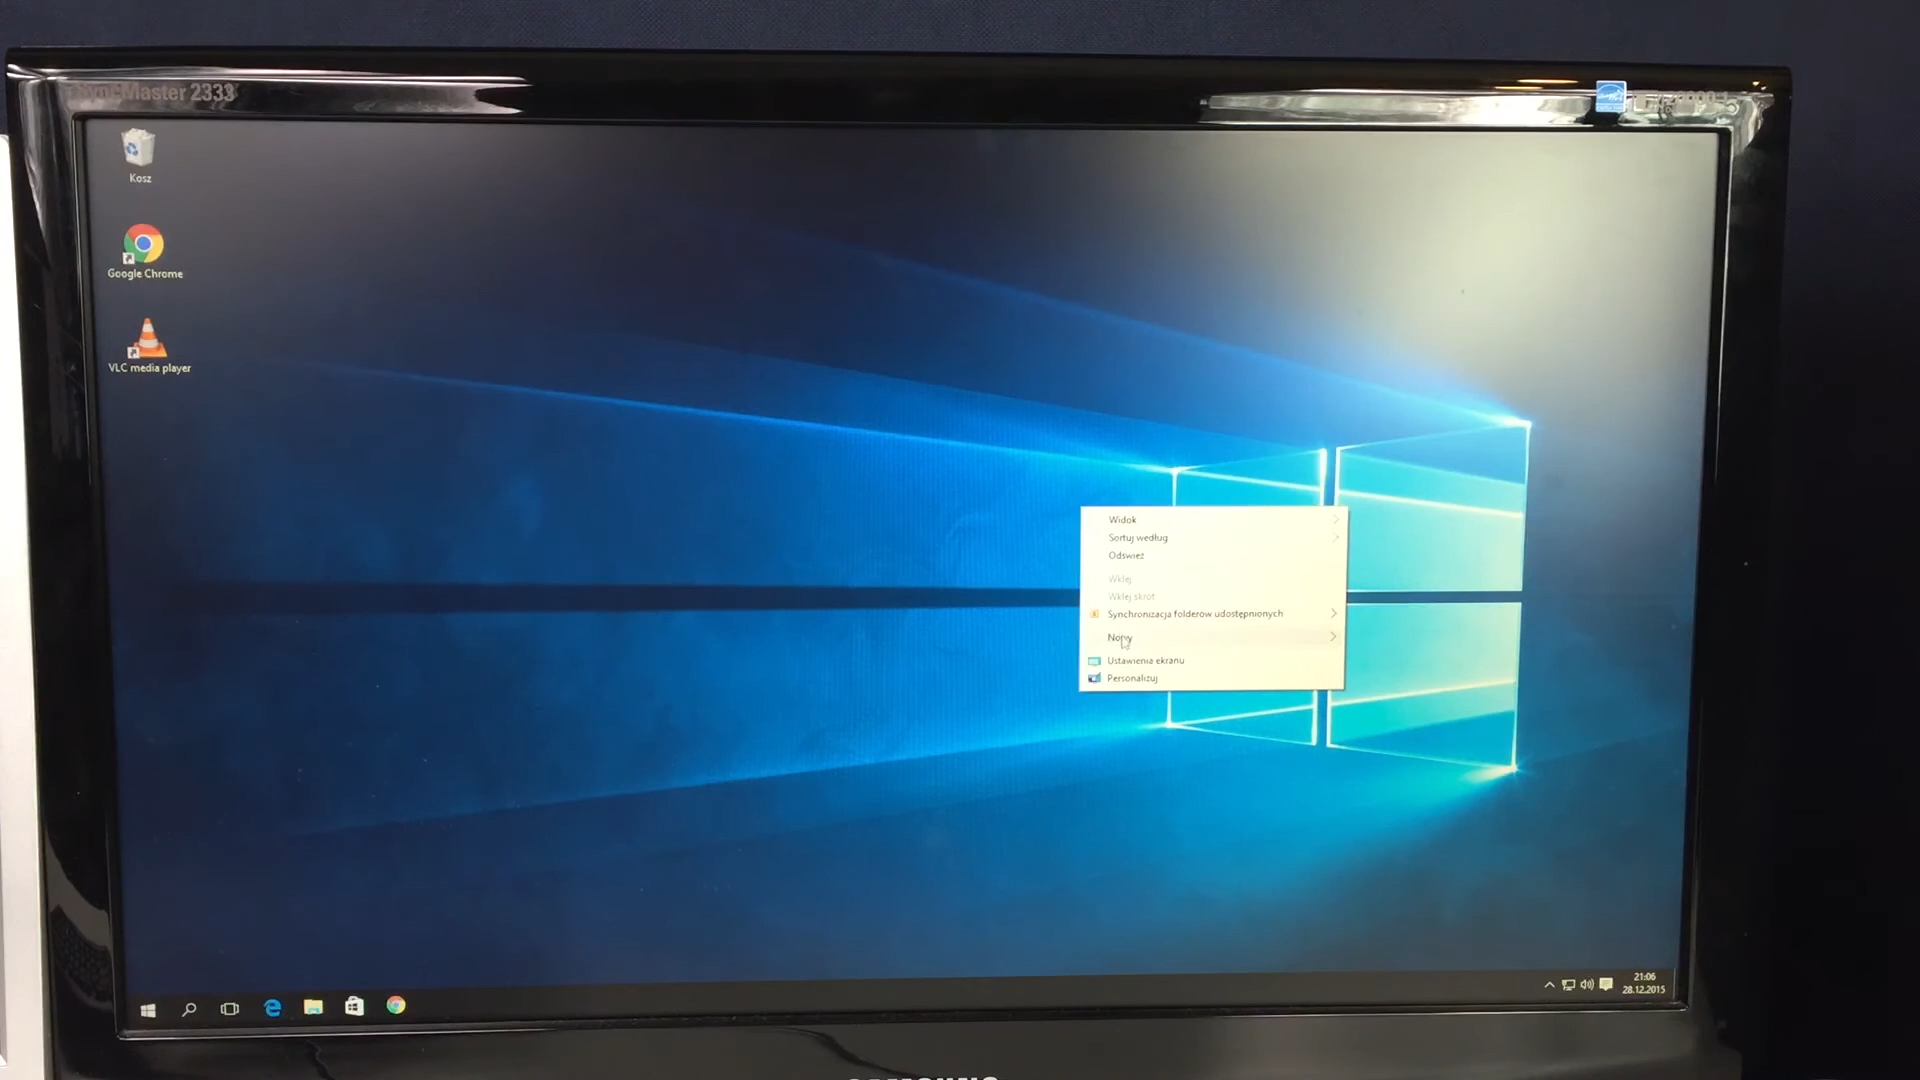 SyncMaster 2333
Kosz
Google Chrome
VLC media player
Widok
Sortuj według
Odśwież
Wklej
Wklej skrót
Synchronizacja folderów udostępnionych
Nowy
Ustawienia ekranu
Personalizuj
21:06
28.12.2015
SAMSUNG